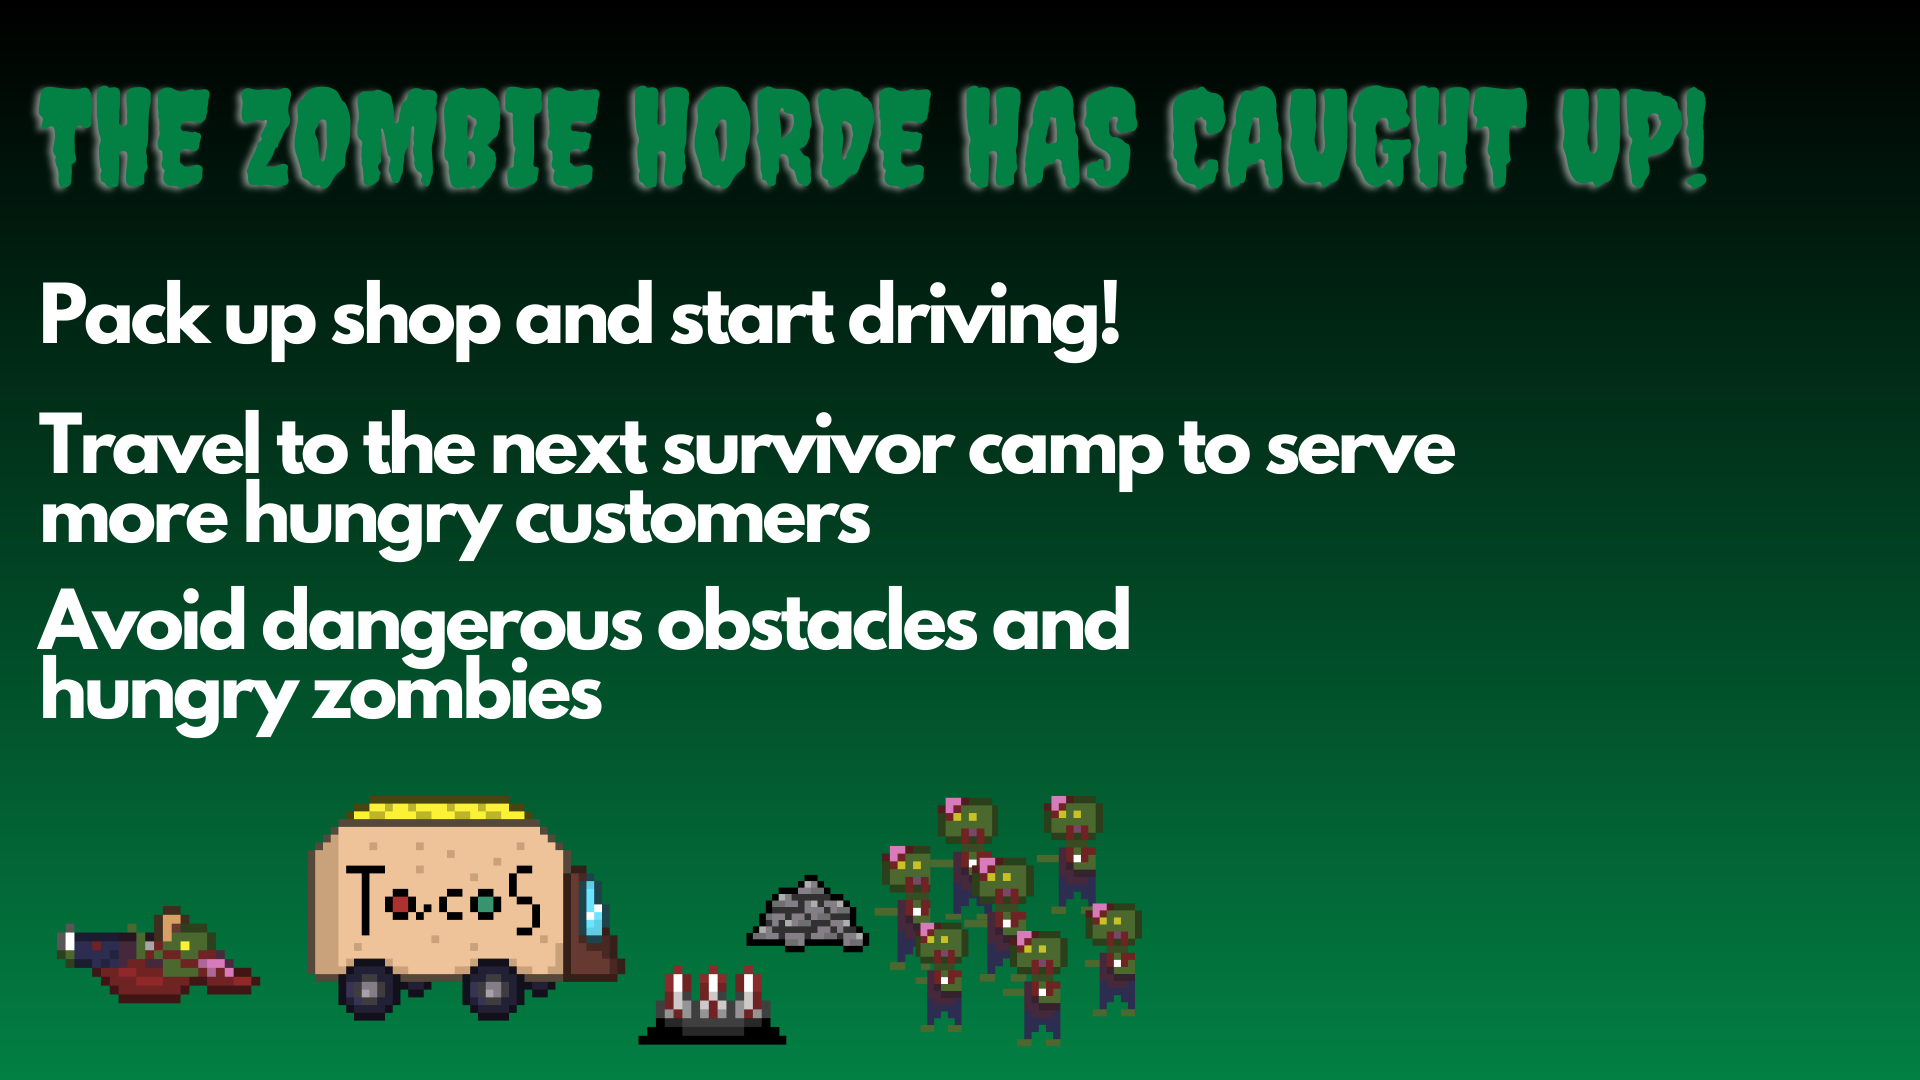 THE ZOMBIE HORDE HAS CAUGHT UP!
Pack up shop and start driving!
Travel to the next survivor camp to serve
more hungry customers
Avoid dangerous obstacles and
hungry zombies
TacoS